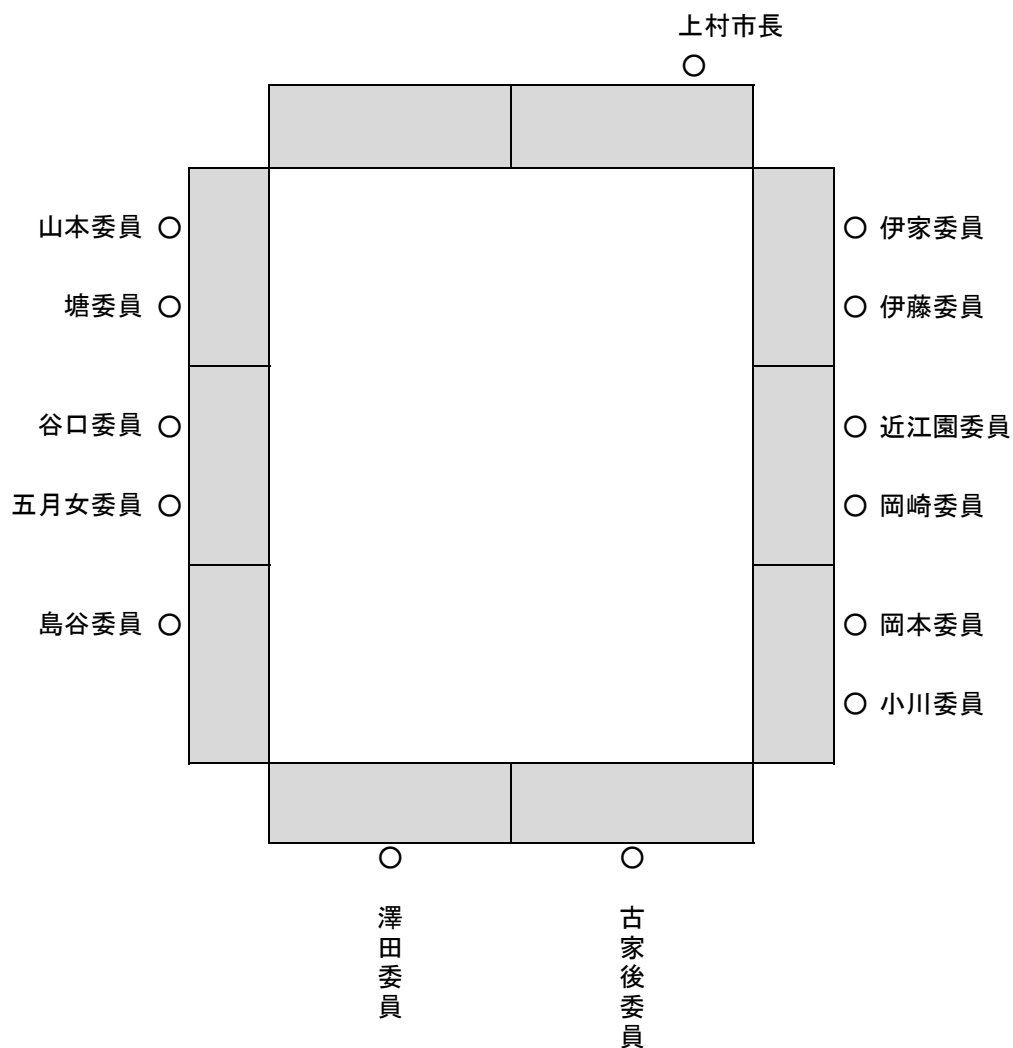 上村市長
山本委員
伊家委員
塘委員
伊藤委員
谷口委員
近江園委員
五月女委員
岡崎委員
島谷委員
岡本委員
小川委員
澤田委員
古家後委員